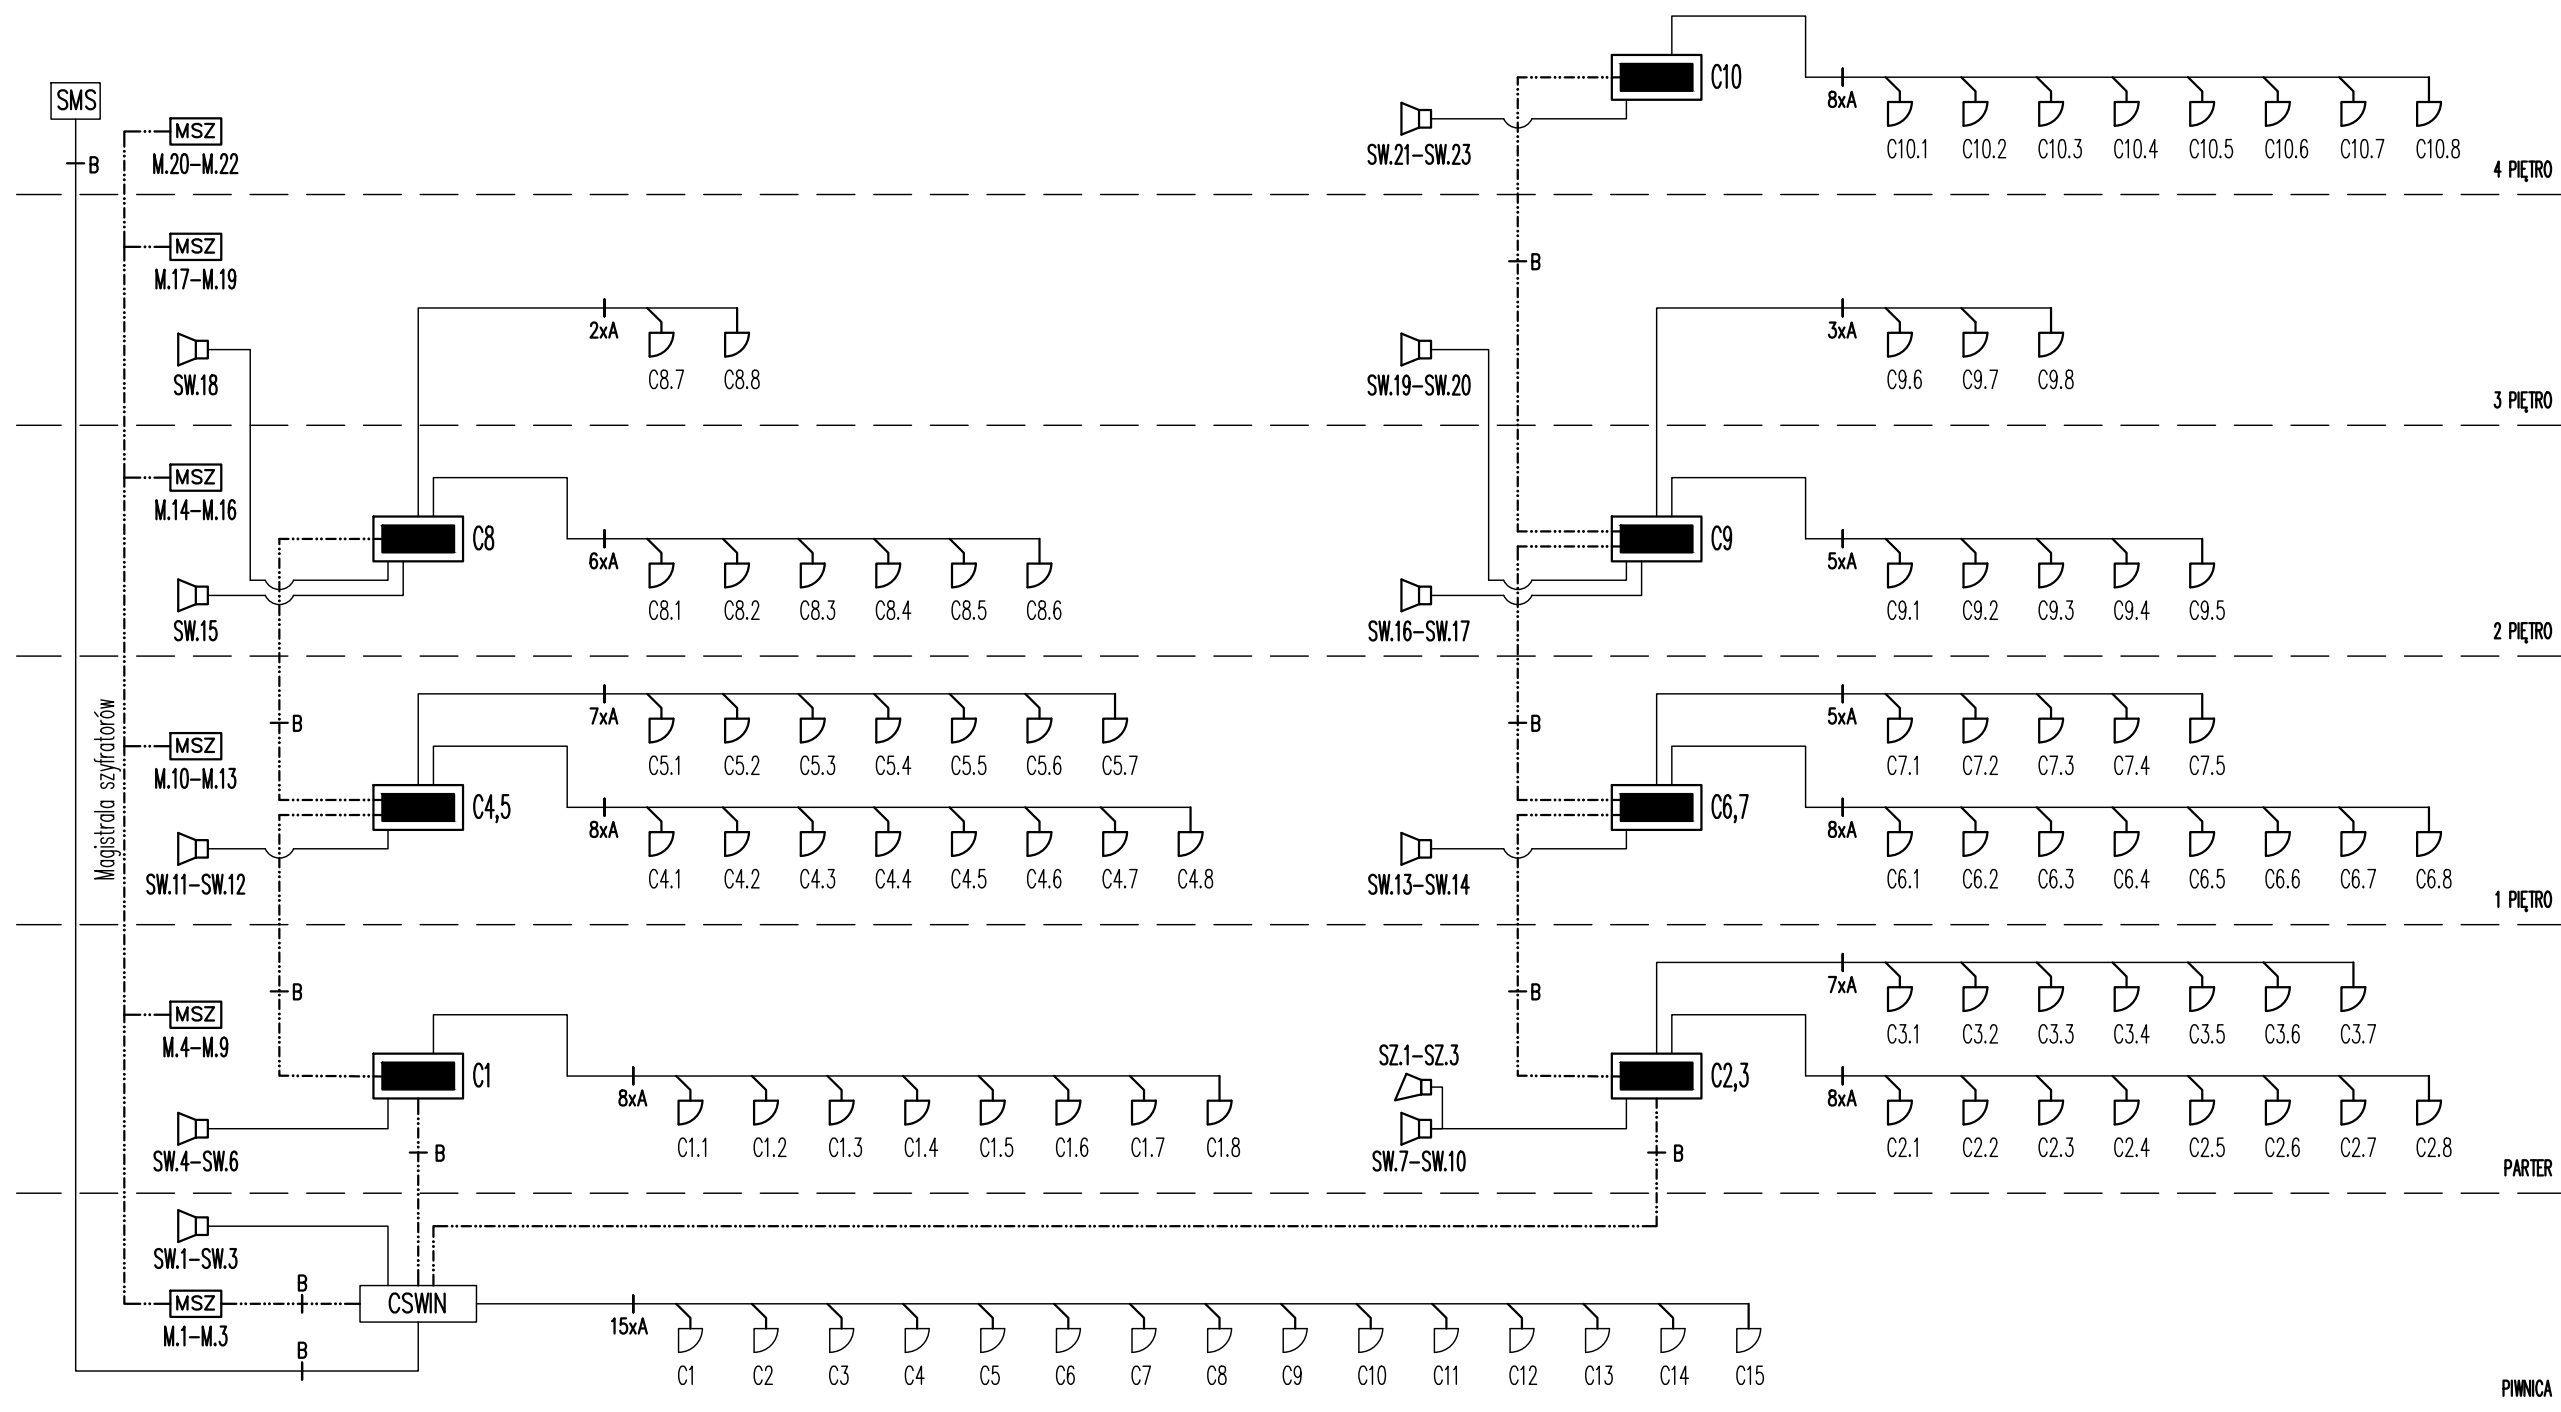 C10
SMS
8xA
MSZ
B
M.20-M.22
SW.21-SW.23
C10.1 C10.2 C10.3 C10.4 C10.5 C10.6 C10.7 C10.8
4 PIĘTRO
MSZ
M.17-M.19
B
2xA
3xA
SW.18
C8.7 C8.8
SW.19-SW.20
C9.6 C9.7 C9.8
3 PIĘTRO
MSZ
M.14-M.16
C8
C9
6xA
5xA
SW.15
C8.1 C8.2 C8.3 C8.4 C8.5 C8.6
SW.16-SW.17
C9.1 C9.2 C9.3 C9.4 C9.5
2 PIĘTRO
Magistrala szyfratorów
B
7xA
B
5xA
MSZ
M.10-M.13
C5.1 C5.2 C5.3 C5.4 C5.5 C5.6 C5.7
C7.1 C7.2 C7.3 C7.4 C7.5
C4,5
C6,7
8xA
8xA
SW.11-SW.12
C4.1 C4.2 C4.3 C4.4 C4.5 C4.6 C4.7 C4.8
SW.13-SW.14
C6.1 C6.2 C6.3 C6.4 C6.5 C6.6 C6.7 C6.8
1 PIĘTRO
B
B
7xA
MSZ
M.4-M.9
C3.1 C3.2 C3.3 C3.4 C3.5 C3.6 C3.7
SZ.1-SZ.3
C1
C2,3
8xA
8xA
SW.4-SW.6
B
C1.1 C1.2 C1.3 C1.4 C1.5 C1.6 C1.7 C1.8
SW.7-SW.10
B
C2.1 C2.2 C2.3 C2.4 C2.5 C2.6 C2.7 C2.8
PARTER
SW.1-SW.3
B
MSZ
CSWIN
M.1-M.3
15xA
B
C1 C2 C3 C4 C5 C6 C7 C8 C9 C10 C11 C12 C13 C14 C15
PIWNICA